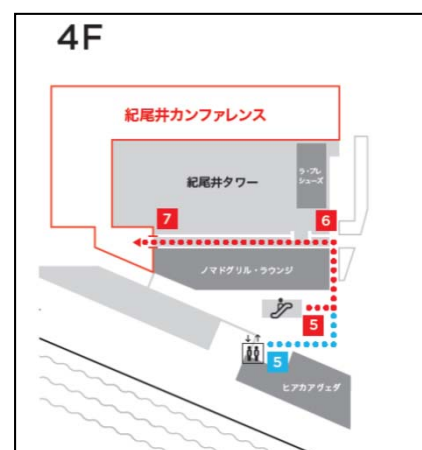 4F
紀尾井カンファレンス
紀尾井タワー
ラ・プレ
シューズ
7
6
ノマドグリル・ラウンジ
5
5
ヒアカアヴェダ